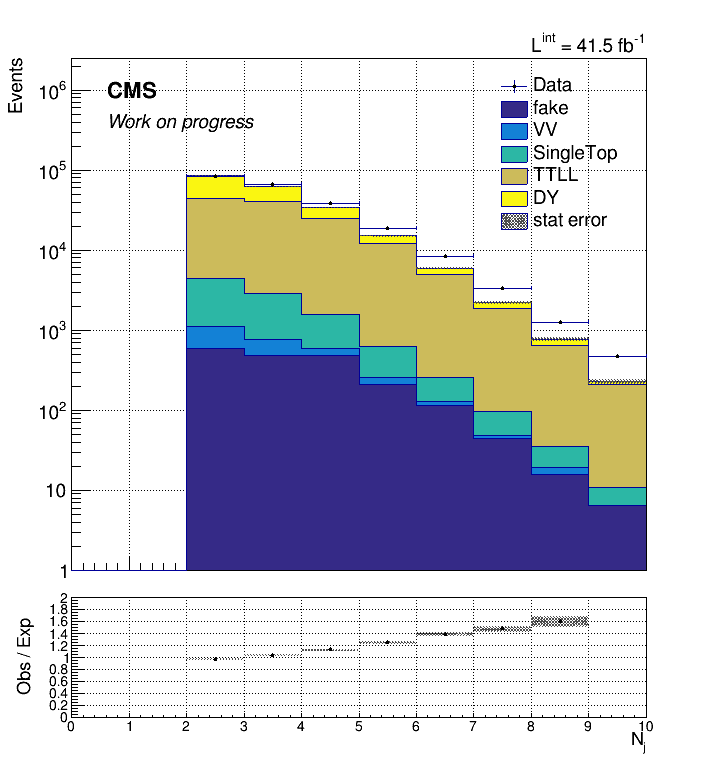 L^int = 41.5 fb^-1
Events
CMS
Work on progress
Data
fake
VV
SingleTop
TTLL
DY
stat error
10^6
10^5
10^4
10^3
10^2
10
1
Obs / Exp
2
1.8
1.6
1.4
1.2
1
0.8
0.6
0.4
0.2
0
0 1 2 3 4 5 6 7 8 9 10
N_j